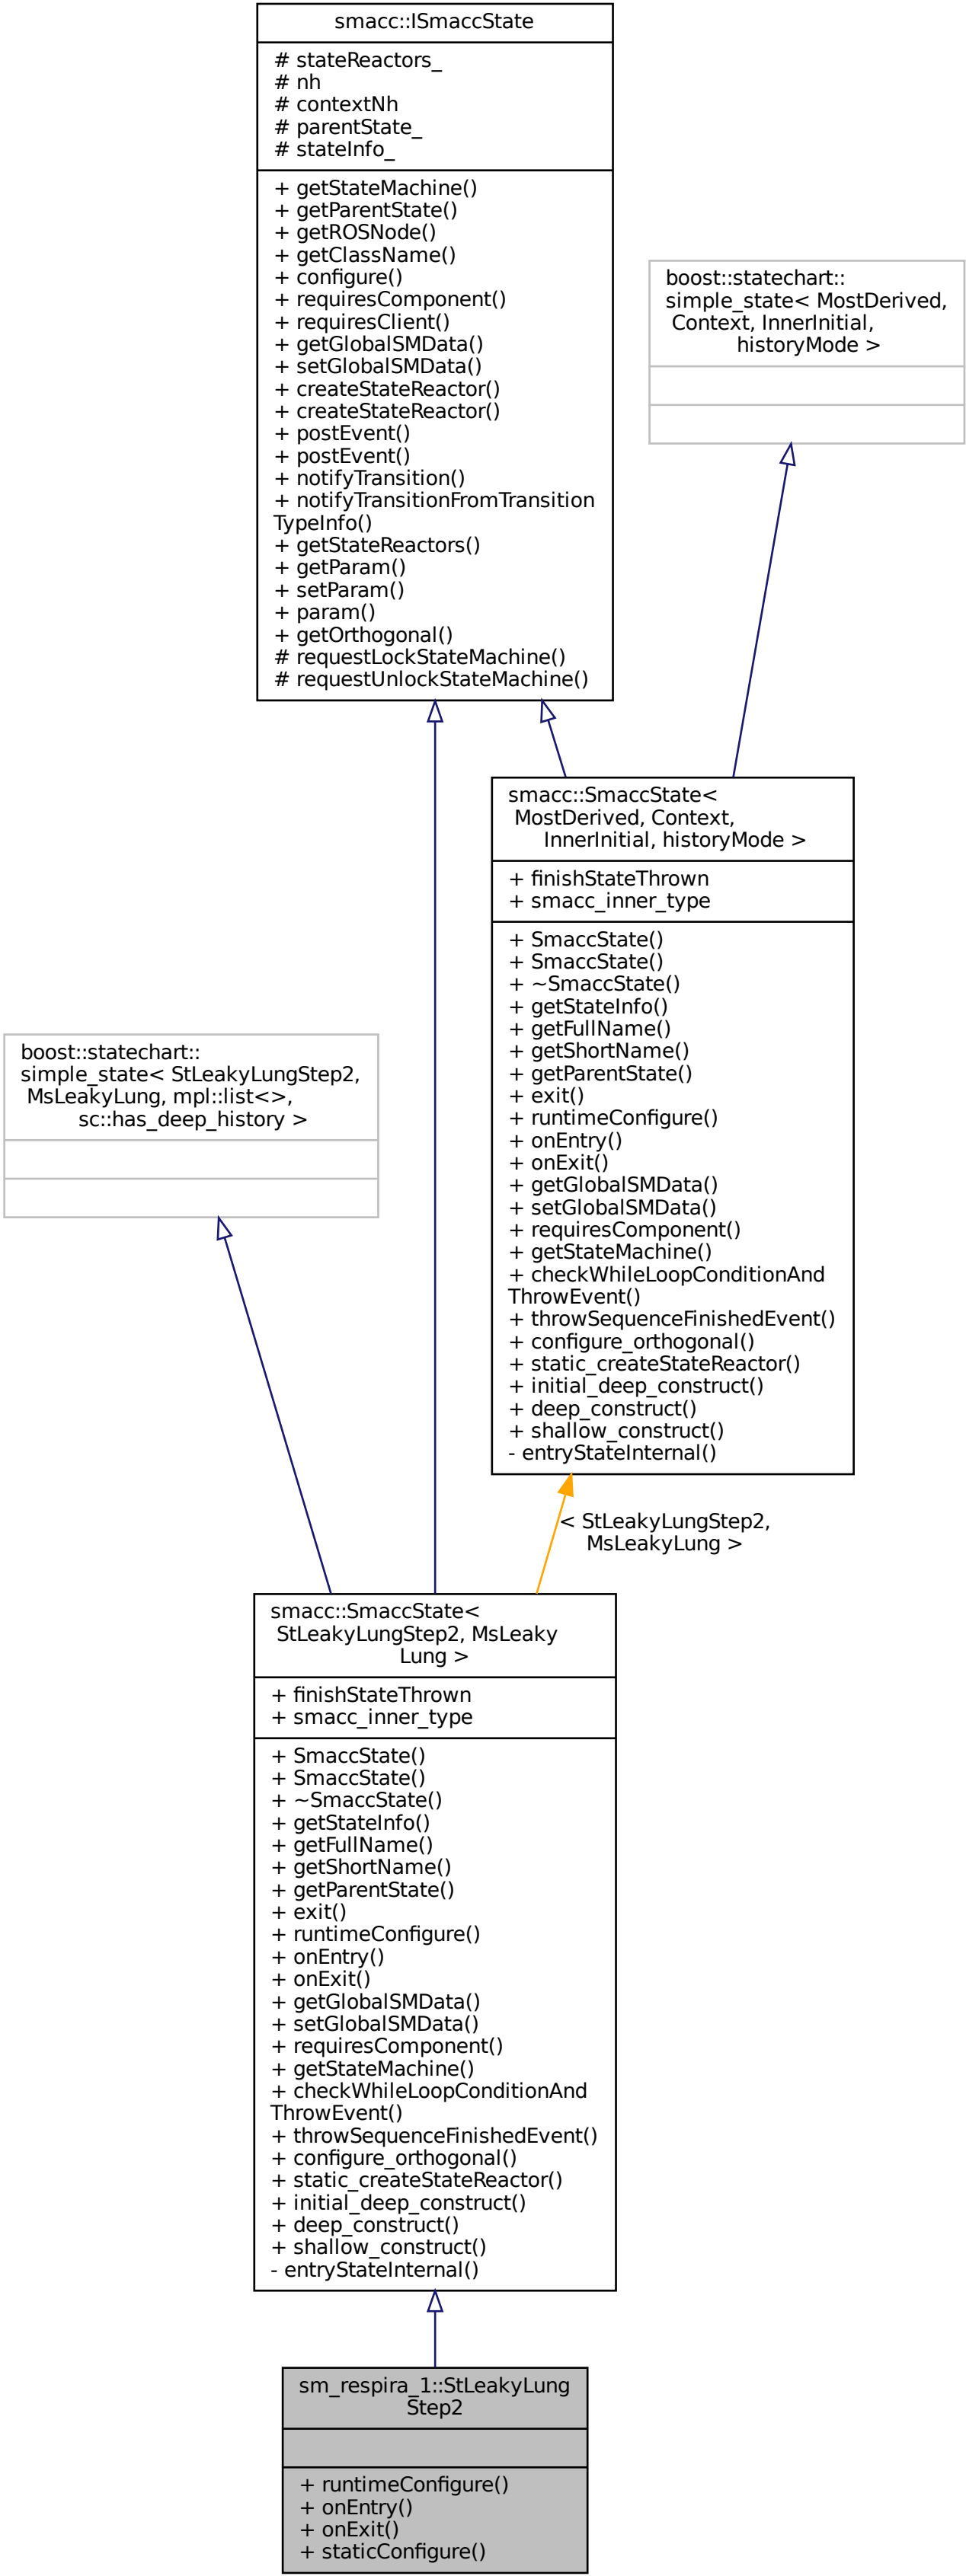 smacc::ISmaccState
# stateReactors_
# nh
# contextNh
# parentState_
# stateInfo_
+ getStateMachine()
+ getParentState()
+ getROSNode()
+ getClassName()
+ configure()
+ requiresComponent()
+ requiresClient()
+ getGlobalSMData()
+ setGlobalSMData()
+ createStateReactor()
+ createStateReactor()
+ postEvent()
+ postEvent()
+ notifyTransition()
+ notifyTransitionFromTransition
TypeInfo()
+ getStateReactors()
+ getParam()
+ setParam()
+ param()
+ getOrthogonal()
# requestLockStateMachine()
# requestUnlockStateMachine()
boost::statechart::
simple_state< MostDerived,
Context, InnerInitial,
historyMode >
smacc::SmaccState<
MostDerived, Context,
InnerInitial, historyMode >
+ finishStateThrown
+ smacc_inner_type
+ SmaccState()
+ SmaccState()
+ ~SmaccState()
+ getStateInfo()
+ getFullName()
+ getShortName()
+ getParentState()
+ exit()
+ runtimeConfigure()
+ onEntry()
+ onExit()
+ getGlobalSMData()
+ setGlobalSMData()
+ requiresComponent()
+ getStateMachine()
+ checkWhileLoopConditionAnd
ThrowEvent()
+ throwSequenceFinishedEvent()
+ configure_orthogonal()
+ static_createStateReactor()
+ initial_deep_construct()
+ deep_construct()
+ shallow_construct()
- entryStateInternal()
boost::statechart::
simple_state< StLeakyLungStep2,
MsLeakyLung, mpl::list<>,
sc::has_deep_history >
< StLeakyLungStep2,
MsLeakyLung >
smacc::SmaccState<
StLeakyLungStep2, MsLeaky
Lung >
+ finishStateThrown
+ smacc_inner_type
+ SmaccState()
+ SmaccState()
+ ~SmaccState()
+ getStateInfo()
+ getFullName()
+ getShortName()
+ getParentState()
+ exit()
+ runtimeConfigure()
+ onEntry()
+ onExit()
+ getGlobalSMData()
+ setGlobalSMData()
+ requiresComponent()
+ getStateMachine()
+ checkWhileLoopConditionAnd
ThrowEvent()
+ throwSequenceFinishedEvent()
+ configure_orthogonal()
+ static_createStateReactor()
+ initial_deep_construct()
+ deep_construct()
+ shallow_construct()
- entryStateInternal()
sm_respira_1::StLeakyLung
Step2
+ runtimeConfigure()
+ onEntry()
+ onExit()
+ staticConfigure()